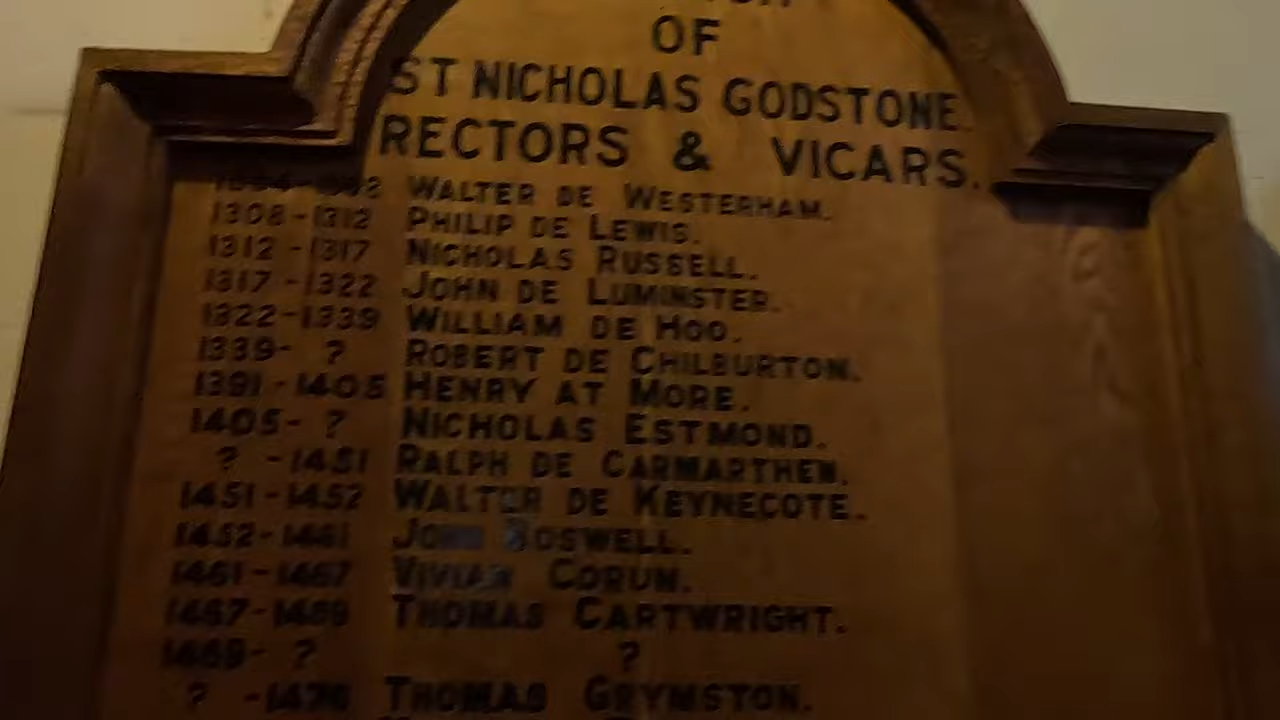 OF
ST NICHOLAS GODSTONE.
RECTORS & VICARS.
WALTER DE WESTERHAM.
1308-1312 PHILIP DE LEWIS.
1312-1317 NICHOLAS RUSSELL.
1317-1322 JOHN DE LUMINSTER.
1322-1339 WILLIAM DE HOO.
1339- ? ROBERT DE CHILBURTON.
1391-1405 HENRY AT MORE.
1405- ? NICHOLAS ESTMOND.
? -1451 RALPH DE CARMARTHEN.
1451-1452 WALTER DE KEYNECOTE.
1452-1461 JOHN BOSWELL.
1461-1467 VIVIAN CORUN.
1467-1469 THOMAS CARTWRIGHT.
1469- ? ?
? -1470 THOMAS GRYMSTON.